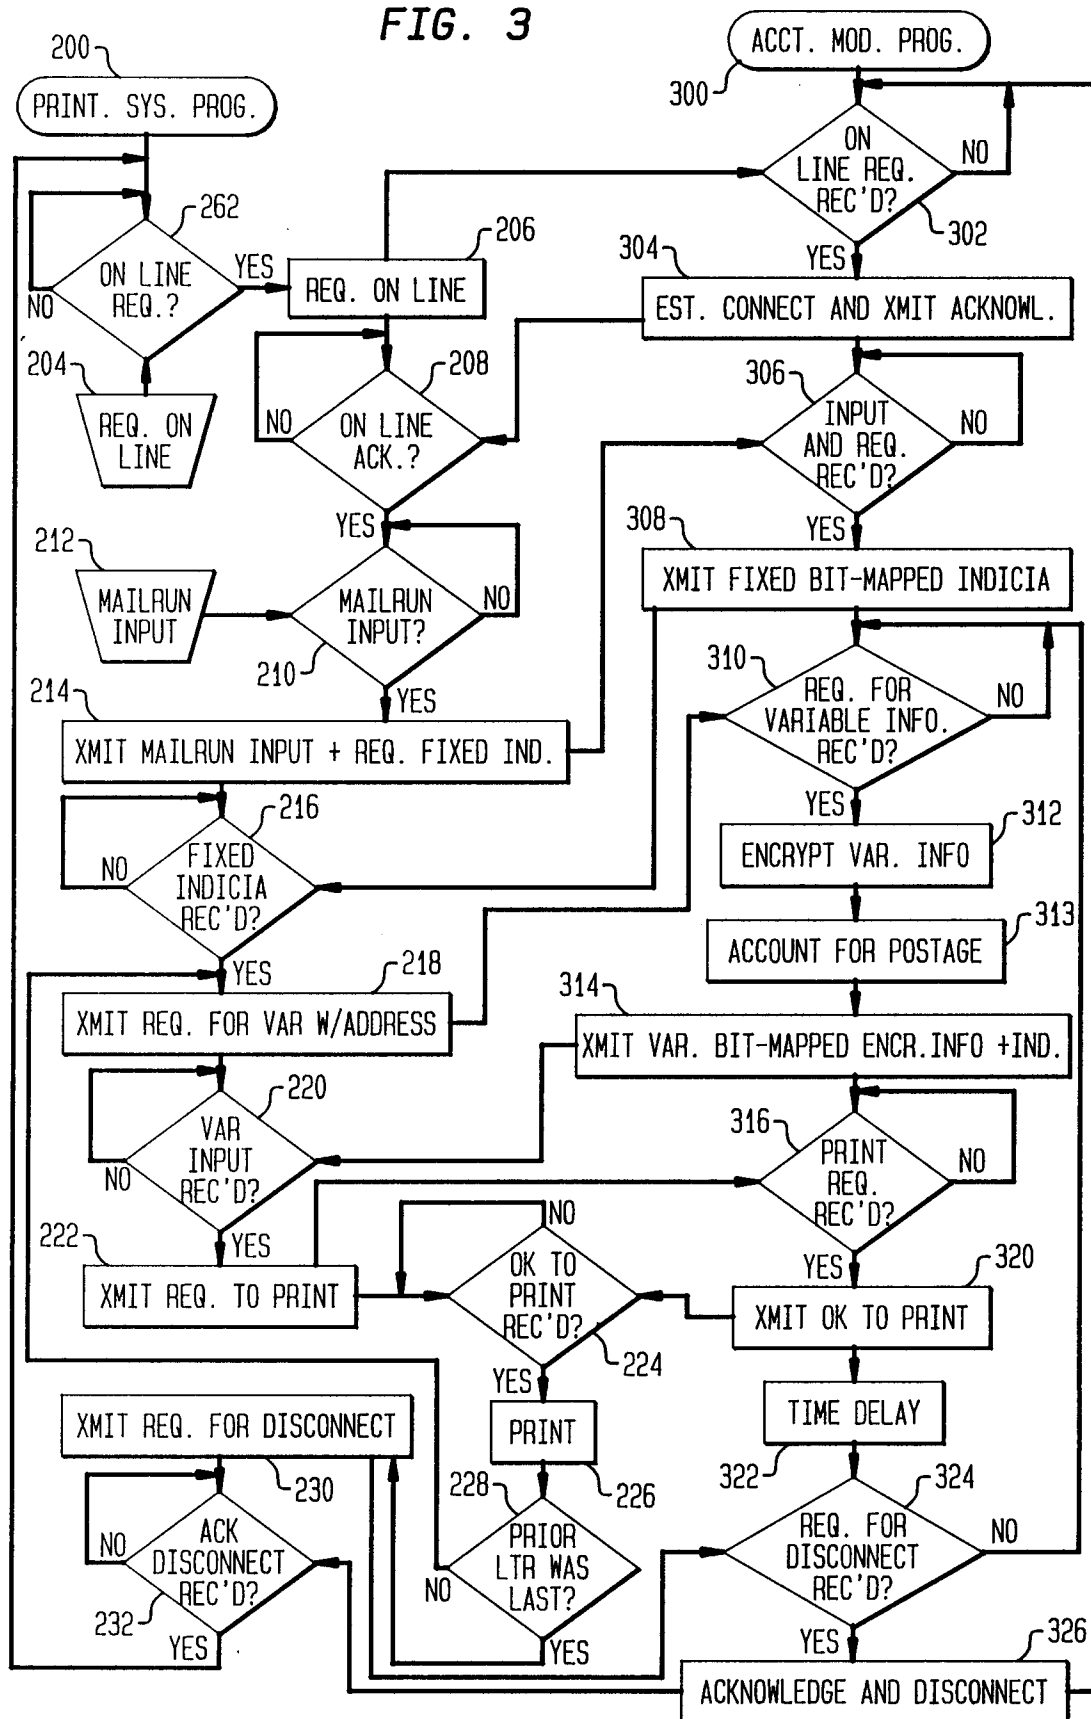 FIG. 3
200
PRINT. SYS. PROG.
262
ON LINE
REQ.?
YES
NO
204
REQ. ON
LINE
206
REQ. ON LINE
208
ON LINE
ACK.?
NO
YES
212
MAILRUN
INPUT
MAILRUN
INPUT?
NO
210
YES
214
XMIT MAILRUN INPUT + REQ. FIXED IND.
216
FIXED
INDICIA
REC'D?
NO
YES
218
XMIT REQ. FOR VAR W/ADDRESS
220
VAR
INPUT
REC'D?
NO
YES
222
XMIT REQ. TO PRINT
NO
OK TO
PRINT
REC'D?
224
YES
PRINT
226
228
PRIOR
LTR WAS
LAST?
NO
YES
XMIT REQ. FOR DISCONNECT
230
ACK
DISCONNECT
REC'D?
NO
232
YES
ACCT. MOD. PROG.
300
ON
LINE REQ.
REC'D?
NO
302
YES
304
EST. CONNECT AND XMIT ACKNOWL.
306
INPUT
AND REQ.
REC'D?
NO
YES
308
XMIT FIXED BIT-MAPPED INDICIA
310
REQ. FOR
VARIABLE INFO.
REC'D?
NO
YES
312
ENCRYPT VAR. INFO
313
ACCOUNT FOR POSTAGE
314
XMIT VAR. BIT-MAPPED ENCR.INFO +IND.
316
PRINT
REQ.
REC'D?
NO
YES
320
XMIT OK TO PRINT
TIME DELAY
322
324
REQ. FOR
DISCONNECT
REC'D?
NO
YES
326
ACKNOWLEDGE AND DISCONNECT